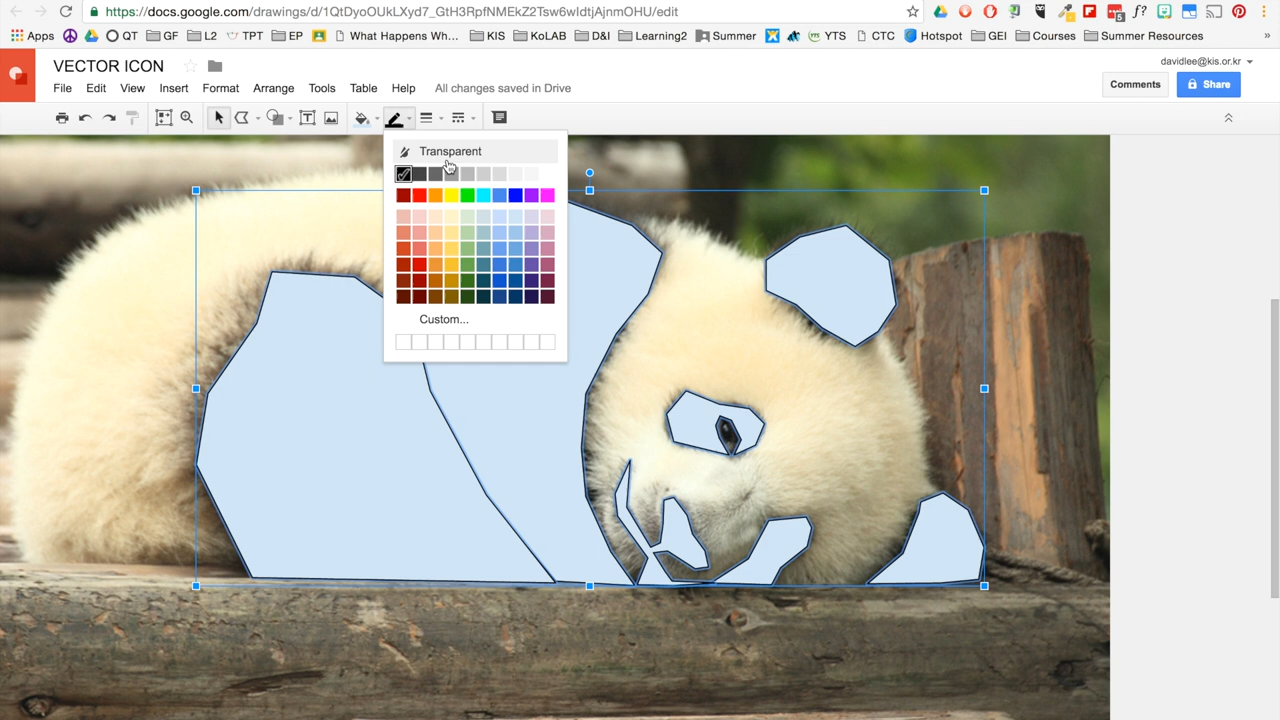 https://docs.google.com/drawings/d/1QtDyoOUkLXyd7_GtH3RpfNMEkZ2Tsw6wIdtjAjnmOHU/edit
Apps QT GF L2 TPT EP What Happens Wh... KIS KoLAB D&I Learning2 Summer YTS CTC Hotspot GEI Courses Summer Resources »
VECTOR ICON
davidlee@kis.or.kr
File Edit View Insert Format Arrange Tools Table Help All changes saved in Drive
Comments
Share
Transparent
Custom...